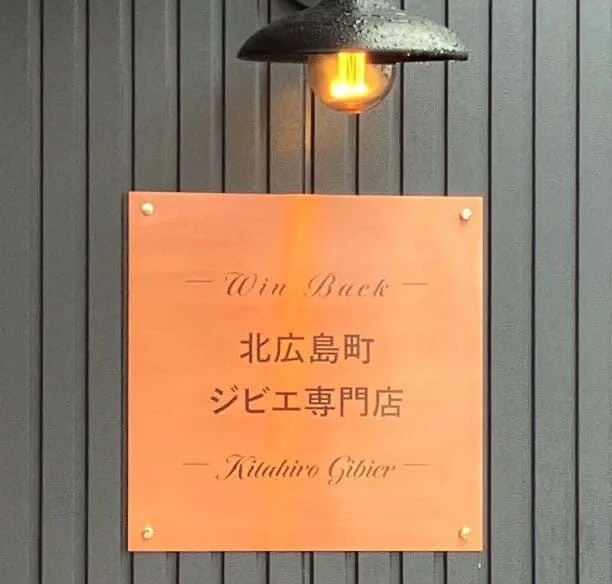 — Win Back —
北広島町
ジビエ専門店
— Kitahiro Gibier —